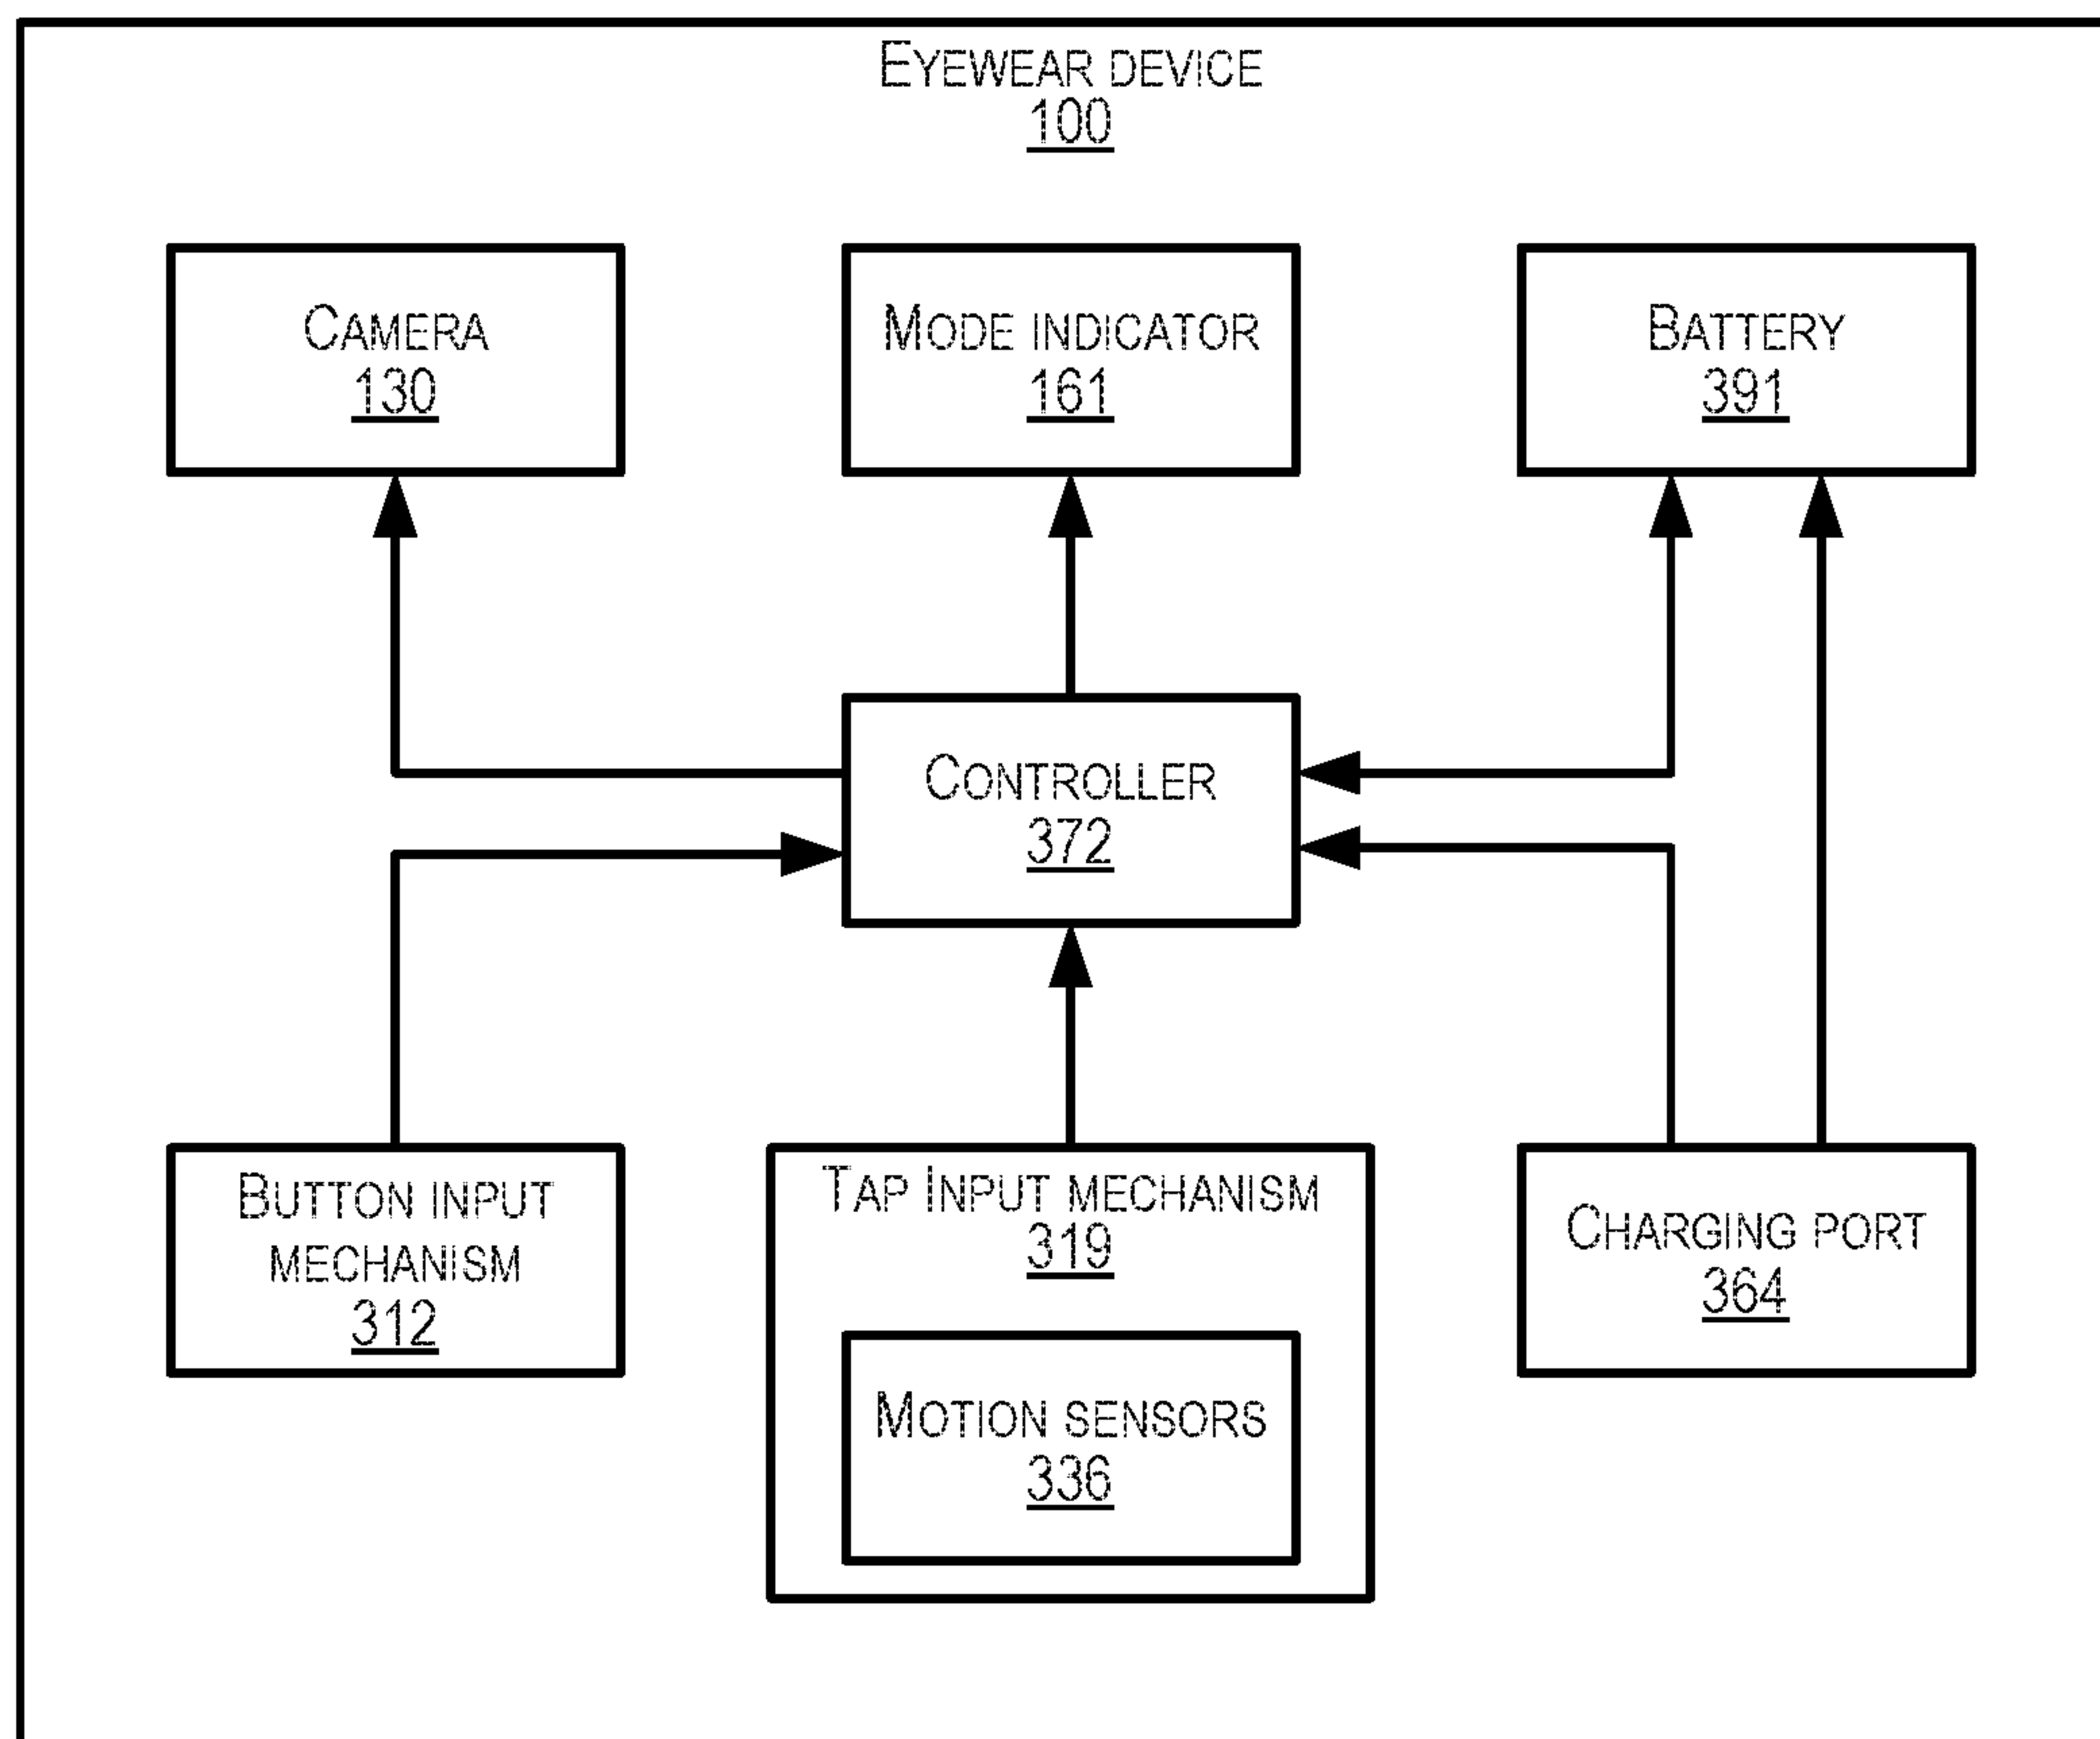 EYEWEAR DEVICE
100
CAMERA
130
MODE INDICATOR
161
BATTERY
391
CONTROLLER
372
BUTTON INPUT
MECHANISM
312
TAP INPUT MECHANISM
319
MOTION SENSORS
336
CHARGING PORT
364